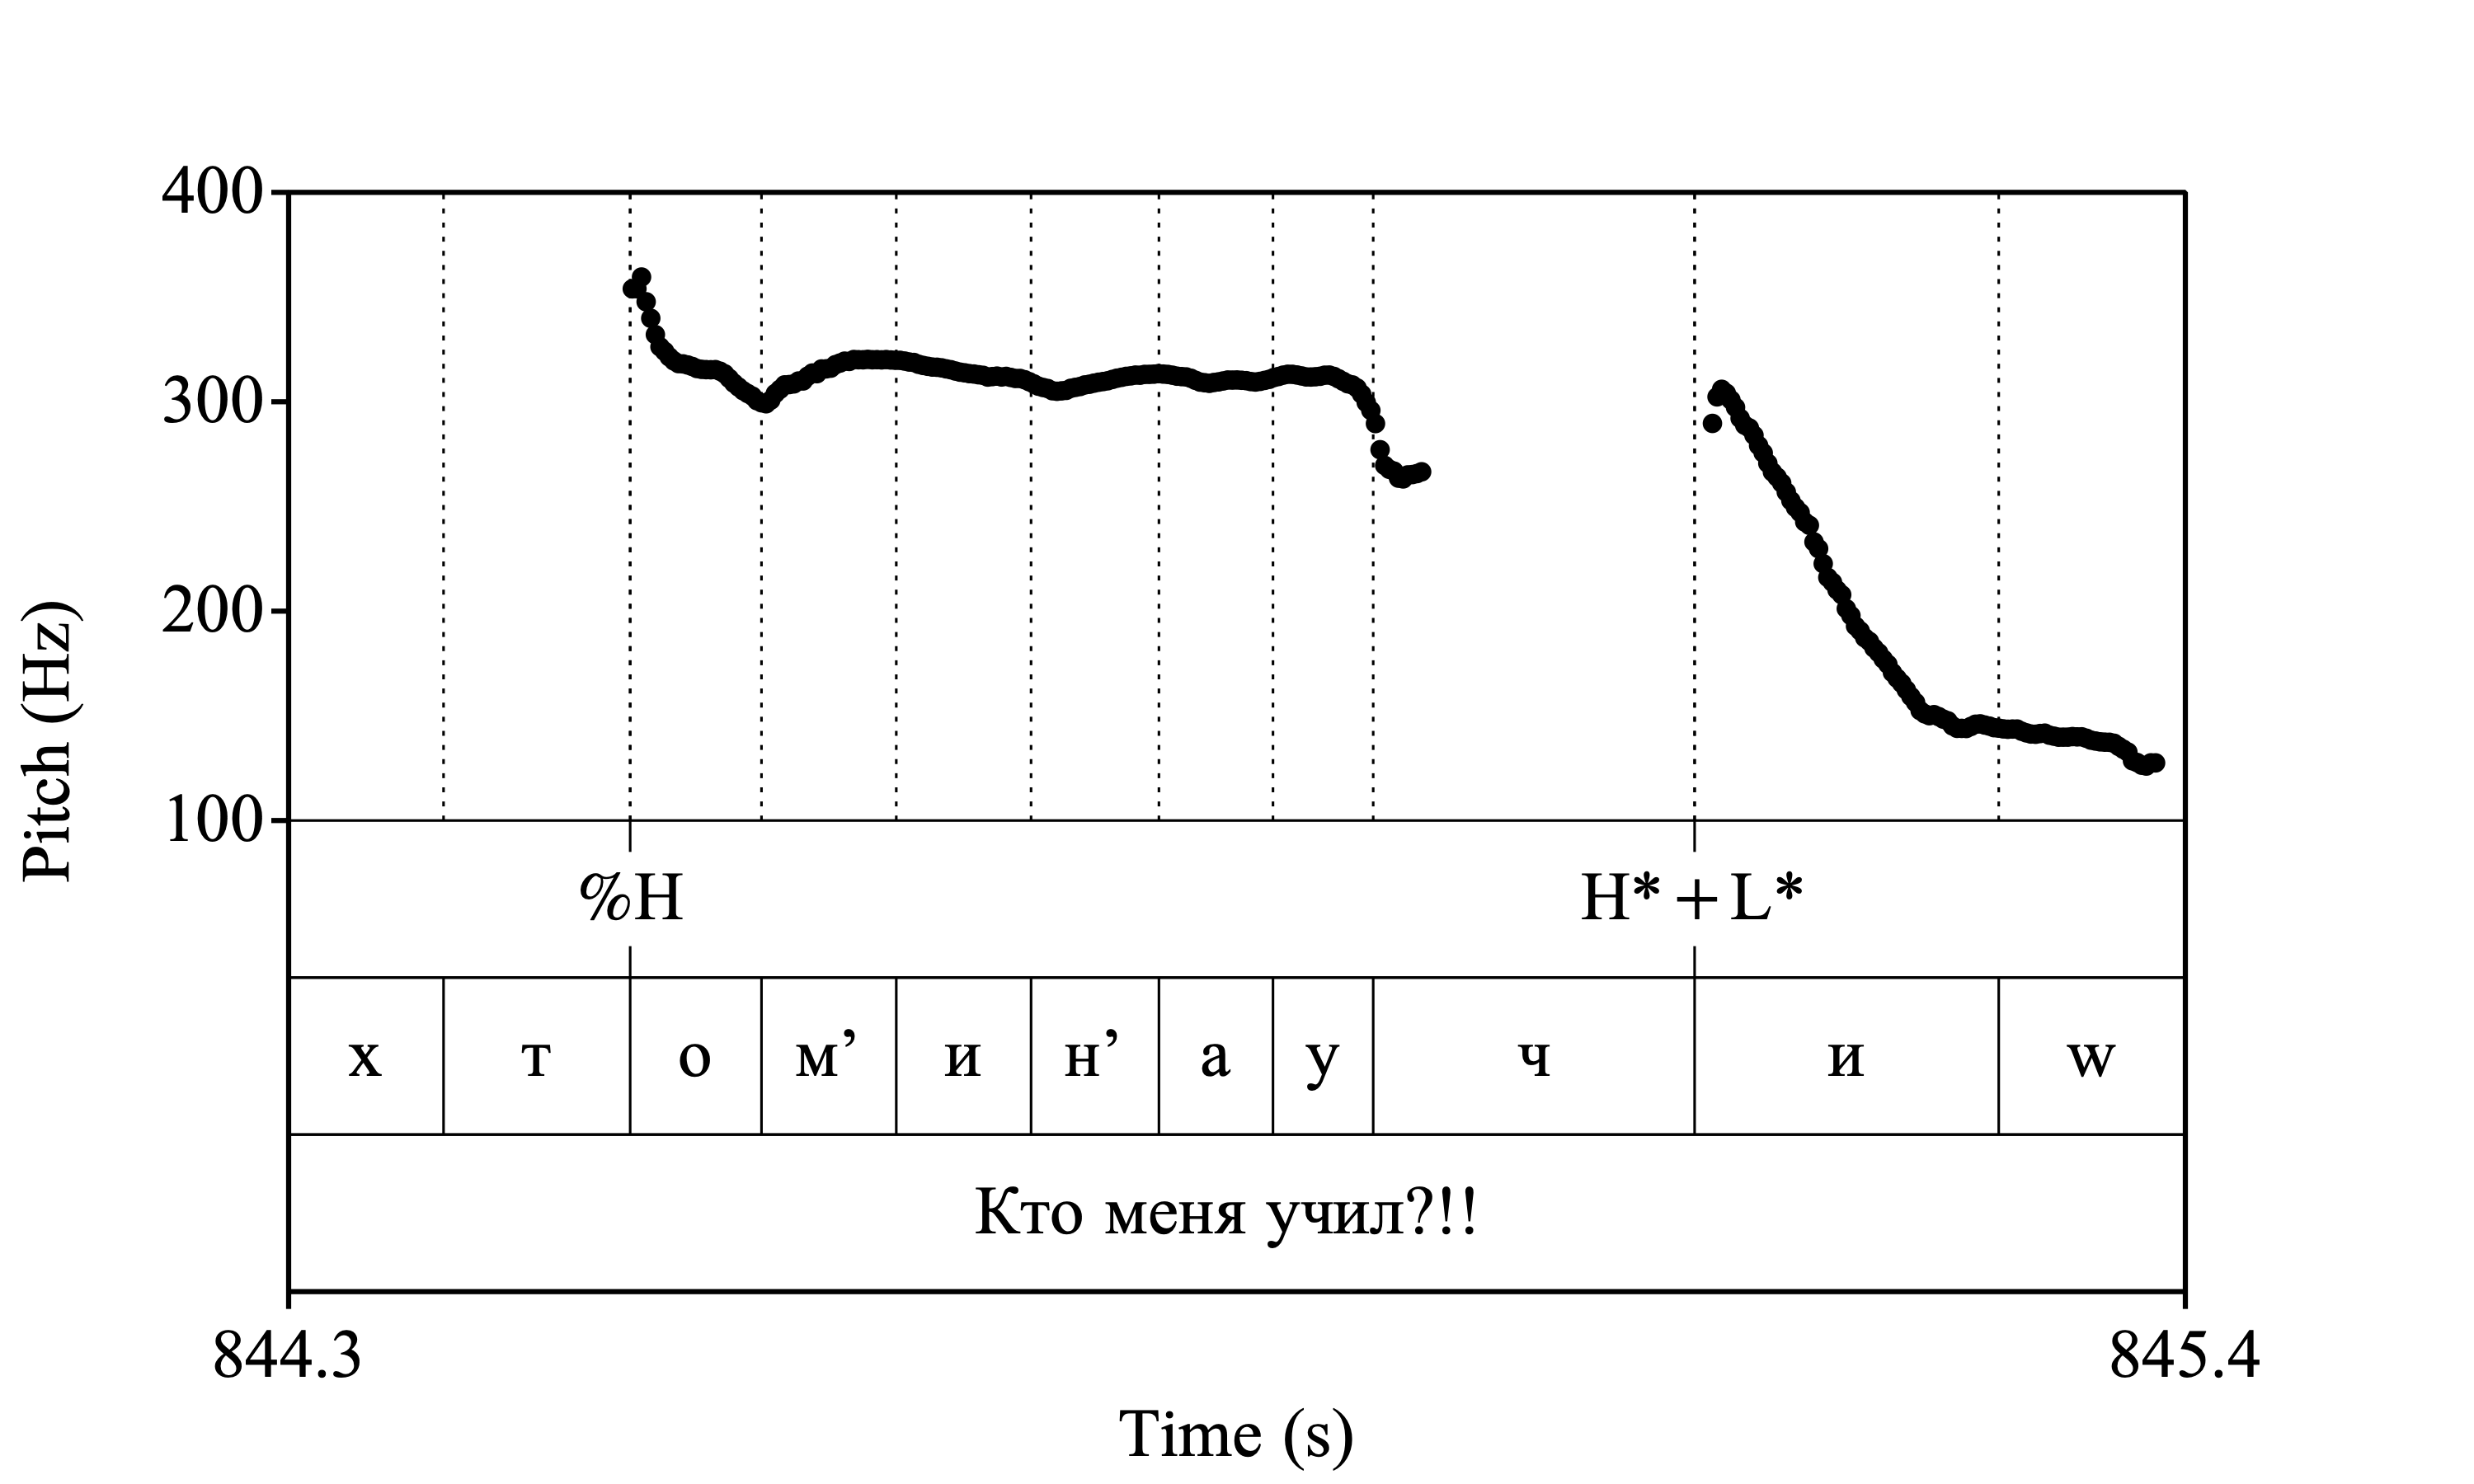 400
300
200
100
Pitch (Hz)
%H H*+L*
х т о м’ и н’ а у ч и w
Кто меня учил?!!
844.3 845.4
Time (s)